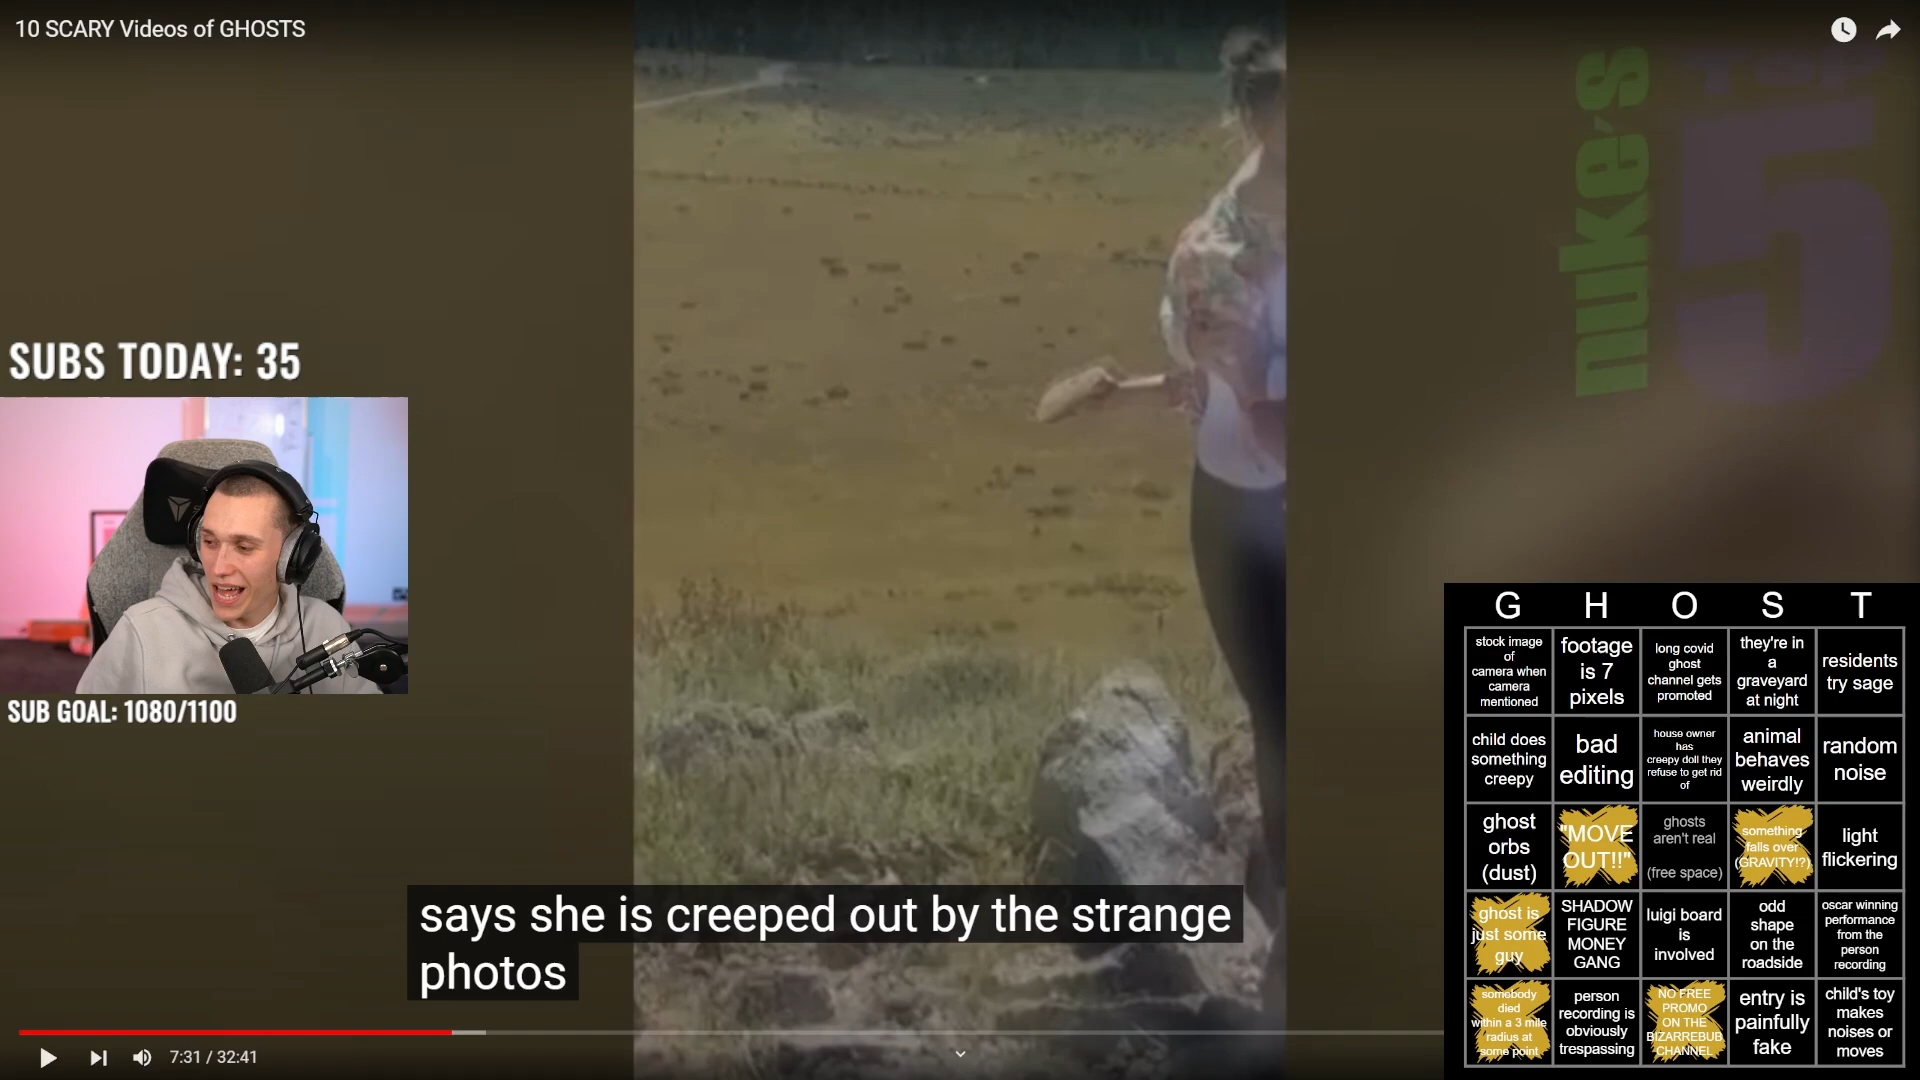 10 SCARY Videos of GHOSTS
nuke's
TOP
5
SUBS TODAY: 35
SUB GOAL: 1080/1100
says she is creeped out by the strange
photos
7:31 / 32:41
G H O S T
stock image
of
camera when
camera
mentioned
footage
is 7
pixels
long covid
ghost
channel gets
promoted
they're in
a
graveyard
at night
residents
try sage
child does
something
creepy
bad
editing
house owner
has
creepy doll they
refuse to get rid
of
animal
behaves
weirdly
random
noise
ghost
orbs
(dust)
"MOVE
OUT!!"
ghosts
aren't real
(free space)
something
falls over
(GRAVITY!?)
light
flickering
ghost is
just some
guy
SHADOW
FIGURE
MONEY
GANG
luigi board
is
involved
odd
shape
on the
roadside
oscar winning
performance
from the
person
recording
somebody
died
within a 3 mile
radius at
some point
person
recording is
obviously
trespassing
NO FREE
PROMO
ON THE
BIZARREBUB
CHANNEL
entry is
painfully
fake
child's toy
makes
noises or
moves